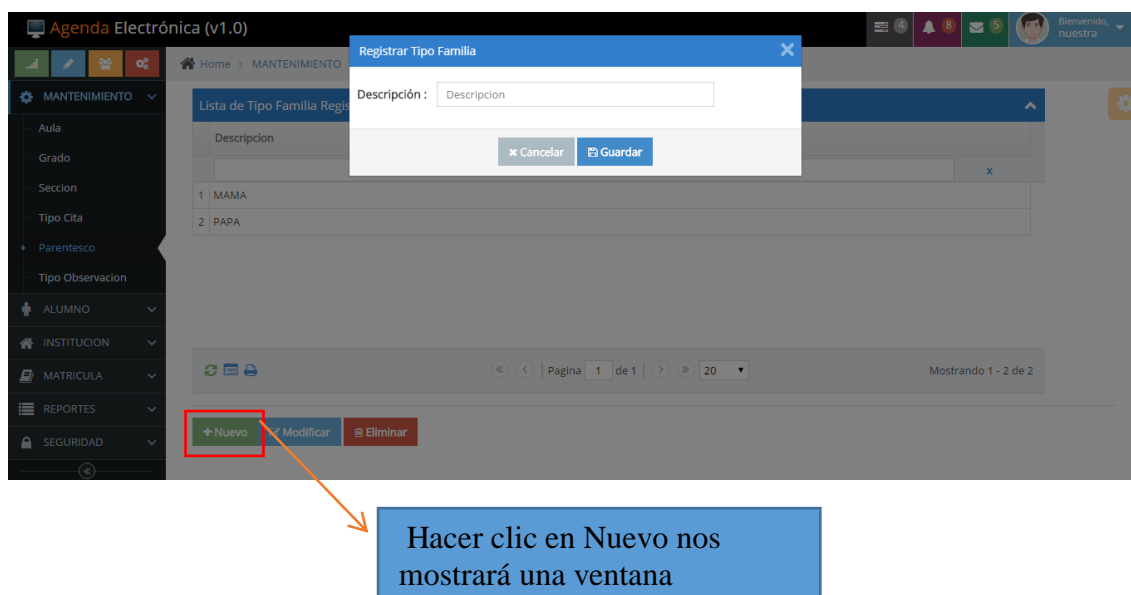 Agenda Electrónica (v1.0)
4
8
5
Bienvenido,
nuestra
Home > MANTENIMIENTO
Registrar Tipo Familia
Descripción :
Descripcion
Cancelar
Guardar
MANTENIMIENTO
Aula
Grado
Seccion
Tipo Cita
Parentesco
Tipo Observacion
ALUMNO
INSTITUCION
MATRICULA
REPORTES
SEGURIDAD
Lista de Tipo Familia Regis
Descripcion
x
1 MAMA
2 PAPA
Pagina 1 de 1 20
Mostrando 1 - 2 de 2
Nuevo
Modificar
Eliminar
Hacer clic en Nuevo nos
mostrará una ventana